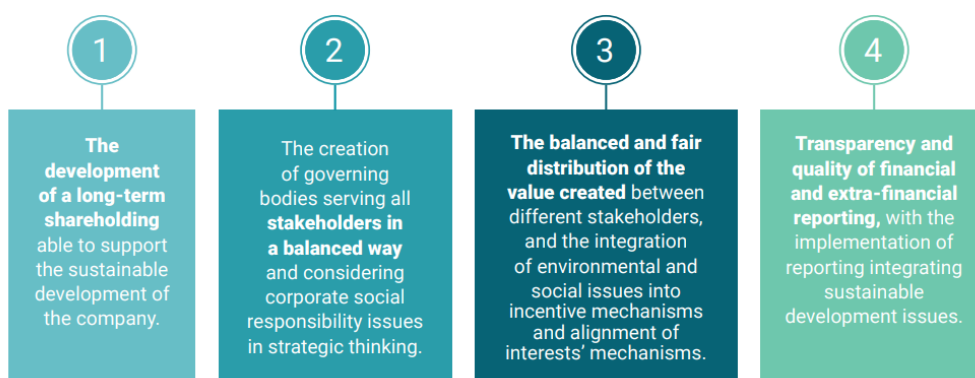 1
The
development
of a long-term
shareholding
able to support
the sustainable
development of
the company.
2
The creation
of governing
bodies serving all
stakeholders in
a balanced way
and considering
corporate social
responsibility issues
in strategic thinking.
3
The balanced and fair
distribution of the
value created between
different stakeholders,
and the integration
of environmental and
social issues into
incentive mechanisms
and alignment of
interests’ mechanisms.
4
Transparency and
quality of financial
and extra-financial
reporting, with the
implementation of
reporting integrating
sustainable
development issues.